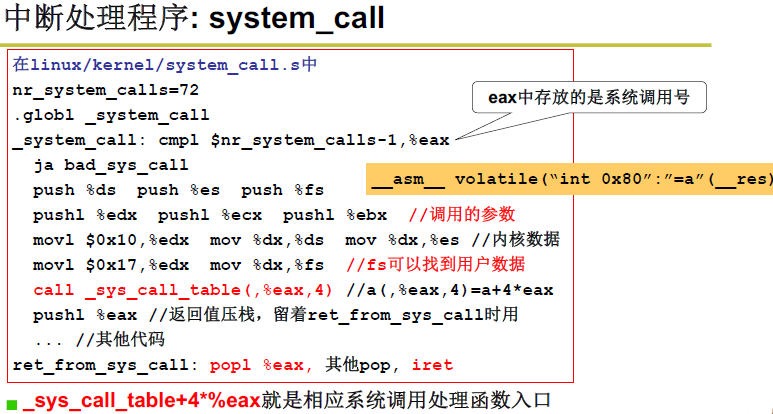 中断处理程序: system_call
在linux/kernel/system_call.s中
nr_system_calls=72
.globl _system_call
_system_call: cmpl $nr_system_calls-1,%eax
eax中存放的是系统调用号
ja bad_sys_call
__asm__ volatile(“int 0x80”:”=a”(__res)
push %ds push %es push %fs
pushl %edx pushl %ecx pushl %ebx //调用的参数
movl $0x10,%edx mov %dx,%ds mov %dx,%es //内核数据
movl $0x17,%edx mov %dx,%fs //fs可以找到用户数据
call _sys_call_table(,%eax,4) //a(,%eax,4)=a+4*eax
pushl %eax //返回值压栈，留着ret_from_sys_call时用
... //其他代码
ret_from_sys_call: popl %eax, 其他pop, iret
_sys_call_table+4*%eax就是相应系统调用处理函数入口